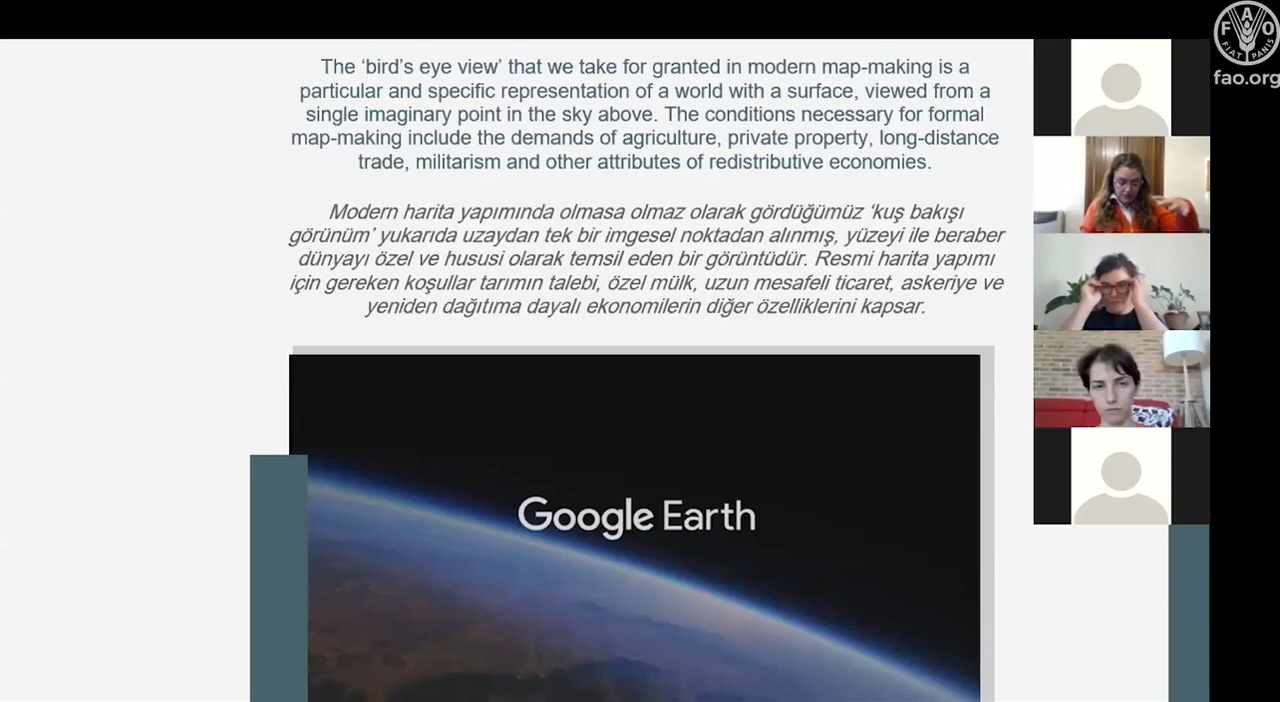 The ‘bird’s eye view’ that we take for granted in modern map-making is a
particular and specific representation of a world with a surface, viewed from a
single imaginary point in the sky above. The conditions necessary for formal
map-making include the demands of agriculture, private property, long-distance
trade, militarism and other attributes of redistributive economies.
Modern harita yapımında olmasa olmaz olarak gördüğümüz ‘kuş bakışı
görünüm’ yukarıda uzaydan tek bir imgesel noktadan alınmış, yüzeyi ile beraber
dünyayı özel ve hususi olarak temsil eden bir görüntüdür. Resmi harita yapımı
için gereken koşullar tarımın talebi, özel mülk, uzun mesafeli ticaret, askeriye ve
yeniden dağıtıma dayalı ekonomilerin diğer özelliklerini kapsar.
Google Earth
F A O
FIAT PANIS
fao.org